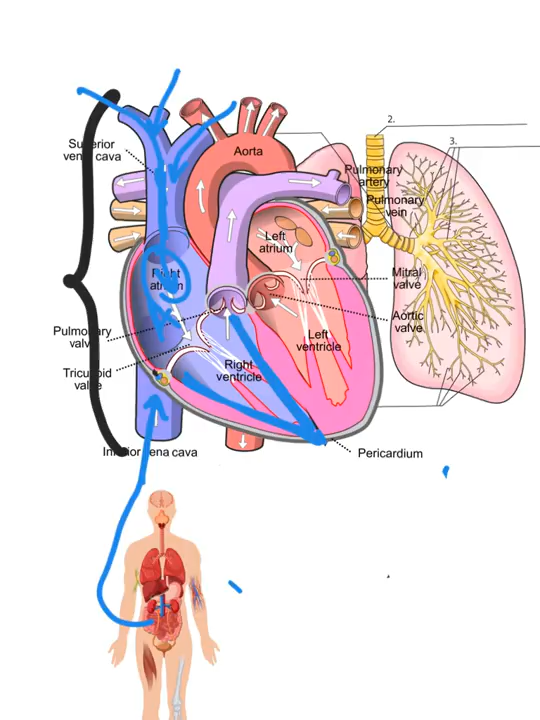 2.
3.
Superior
vena cava
Aorta
Pulmonary
artery
Pulmonary
vein
Left
atrium
Right
atrium
Mitral
valve
Aortic
valve
Pulmonary
valve
Left
ventricle
Tricuspid
valve
Right
ventricle
Inferior vena cava
Pericardium